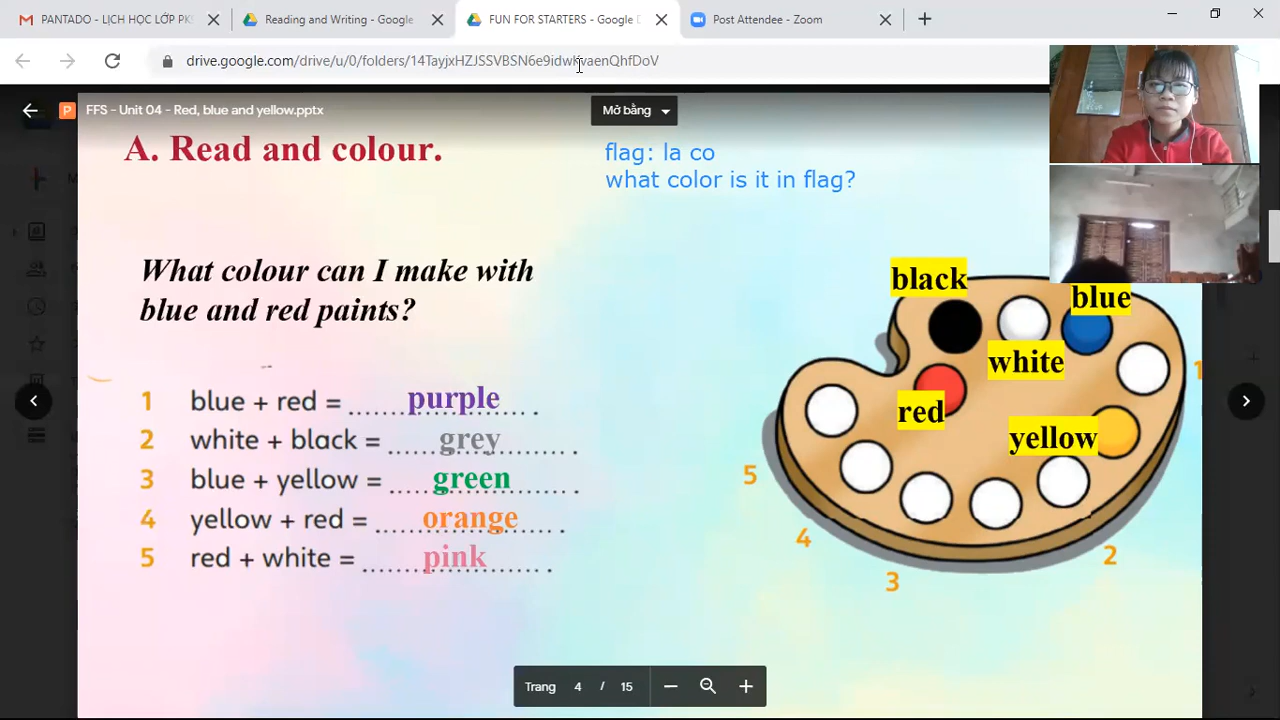 PANTADO - LỊCH HỌC LỚP PK
Reading and Writing - Google
FUN FOR STARTERS - Google D
Post Attendee - Zoom
drive.google.com/drive/u/0/folders/14TayjxHZJSSVBSN6e9idwKvaenQhfDoV
P FFS - Unit 04 - Red, blue and yellow.pptx
Mở bằng
A. Read and colour.
flag: la co
what color is it in flag?
What colour can I make with
blue and red paints?
1 blue + red = purple .
2 white + black = grey .
3 blue + yellow = green .
4 yellow + red = orange .
5 red + white = pink .
black
blue
white
red
yellow
1
5
4
3
2
Trang 4 / 15